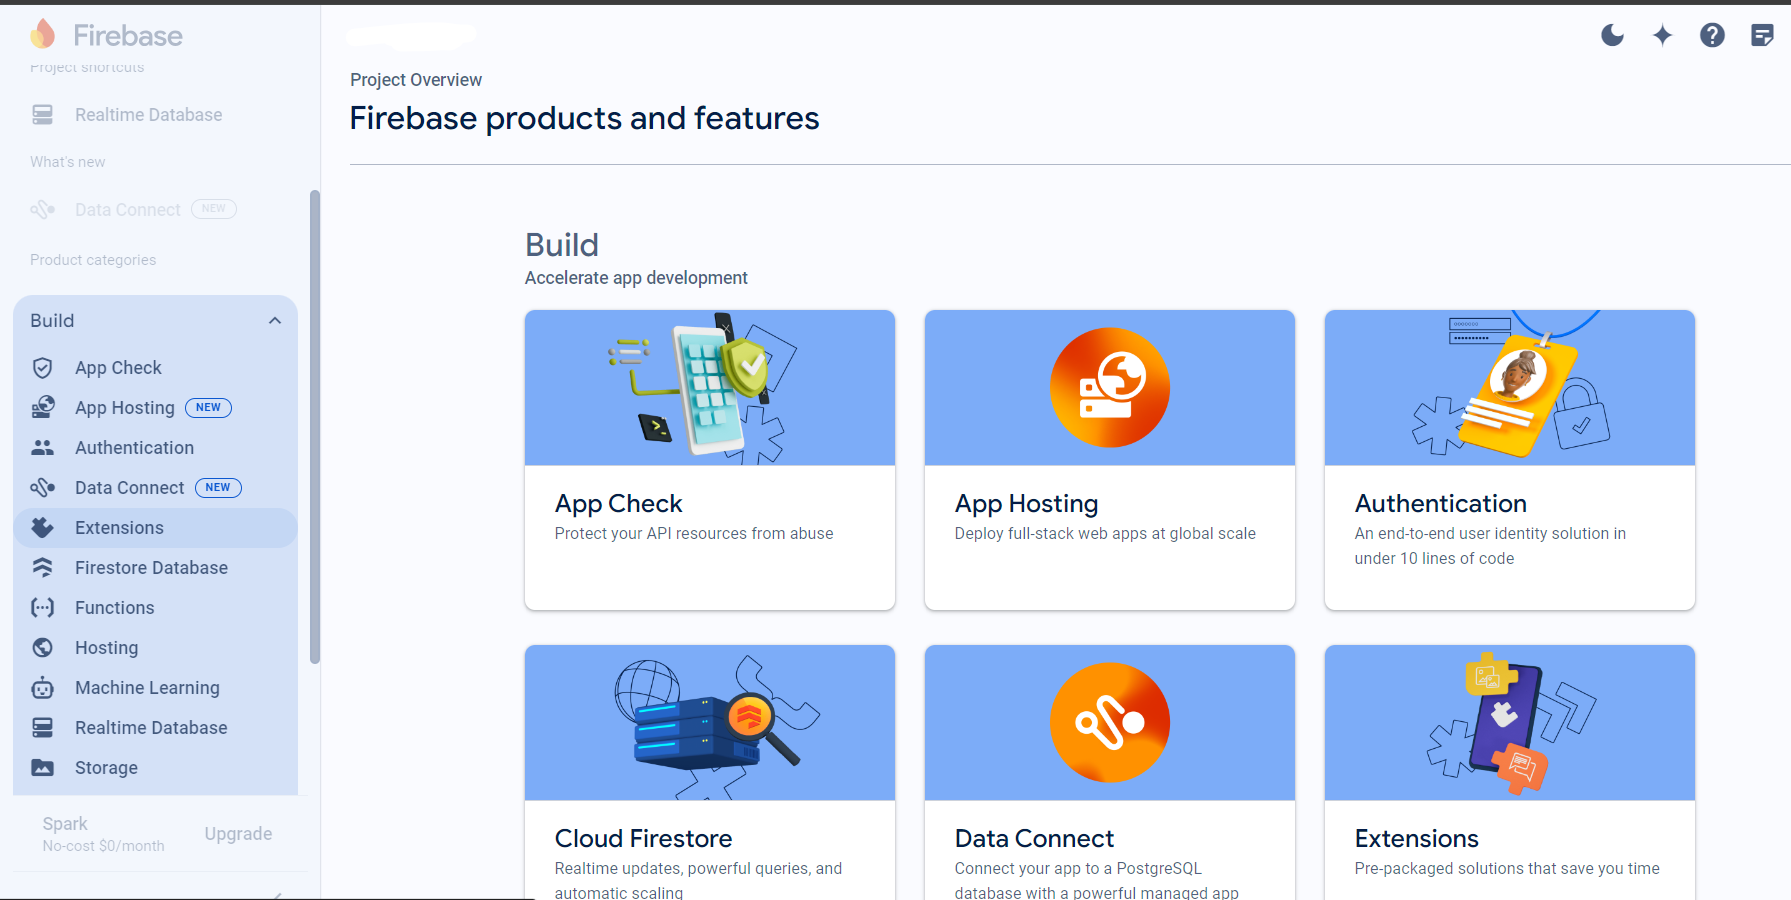 Firebase
Project shortcuts
Realtime Database
What's new
Data Connect NEW
Product categories
Build
App Check
App Hosting NEW
Authentication
Data Connect NEW
Extensions
Firestore Database
Functions
Hosting
Machine Learning
Realtime Database
Storage
Spark
No-cost $0/month
Upgrade
Project Overview
Firebase products and features
Build
Accelerate app development
App Check
Protect your API resources from abuse
App Hosting
Deploy full-stack web apps at global scale
Authentication
An end-to-end user identity solution in
under 10 lines of code
Cloud Firestore
Realtime updates, powerful queries, and
automatic scaling
Data Connect
Connect your app to a PostgreSQL
database with a powerful managed app
Extensions
Pre-packaged solutions that save you time